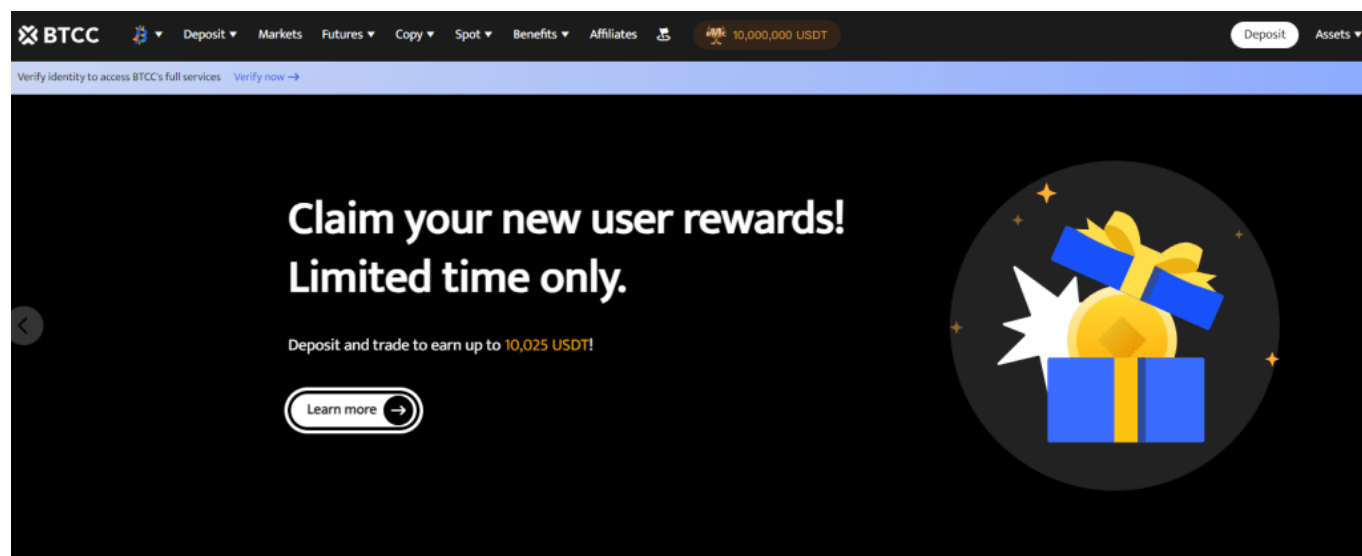 BTCC Deposit Markets Futures Copy Spot Benefits Affiliates 10,000,000 USDT Deposit Assets
Verify identity to access BTCC's full services Verify now →
Claim your new user rewards!
Limited time only.
Deposit and trade to earn up to 10,025 USDT!
Learn more →